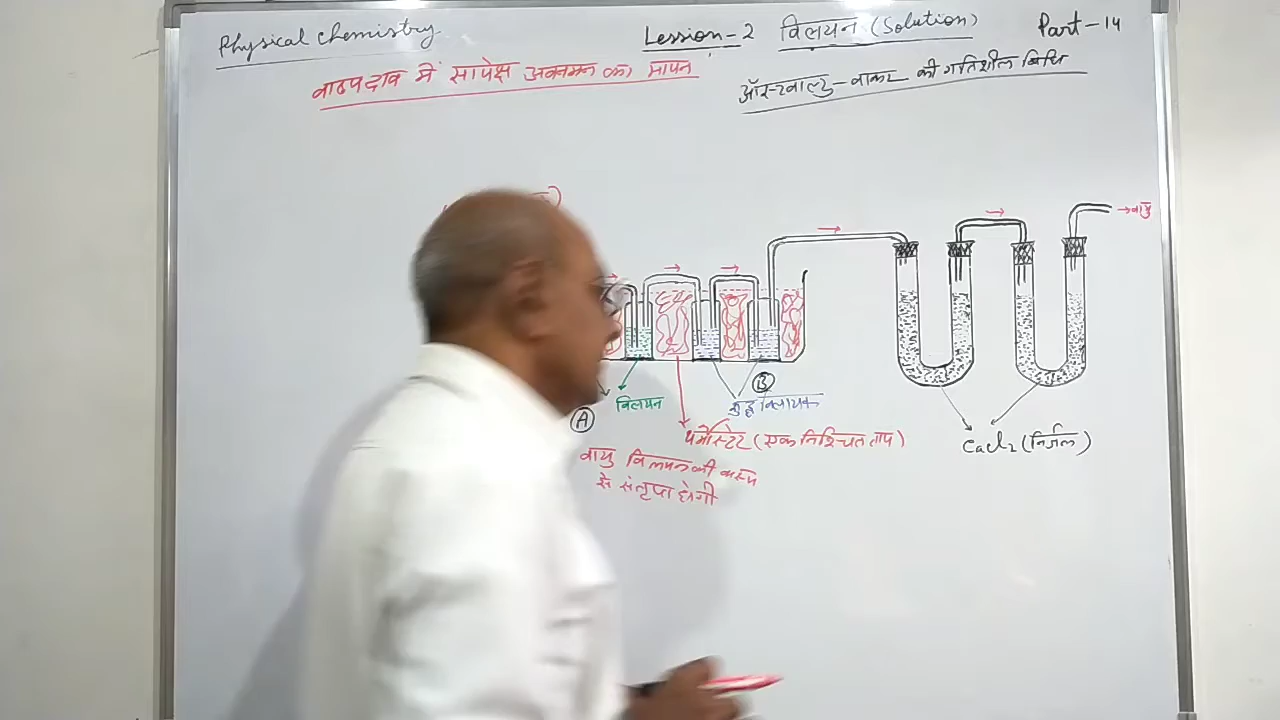 Physical chemistry
Lession-2 विलयन (Solution) Part-14
वाष्पदाब में सापेक्ष अवनमन का मापन
ऑस्टवाल्ड-वाकर की गतिशील विधि
→वायु
B
A
विलयन
शुद्ध विलायक
थर्मोस्टेट (एक निश्चित ताप)
CaCl2 (निर्जल)
वायु विलयन की वाष्प
से संतृप्त होगी